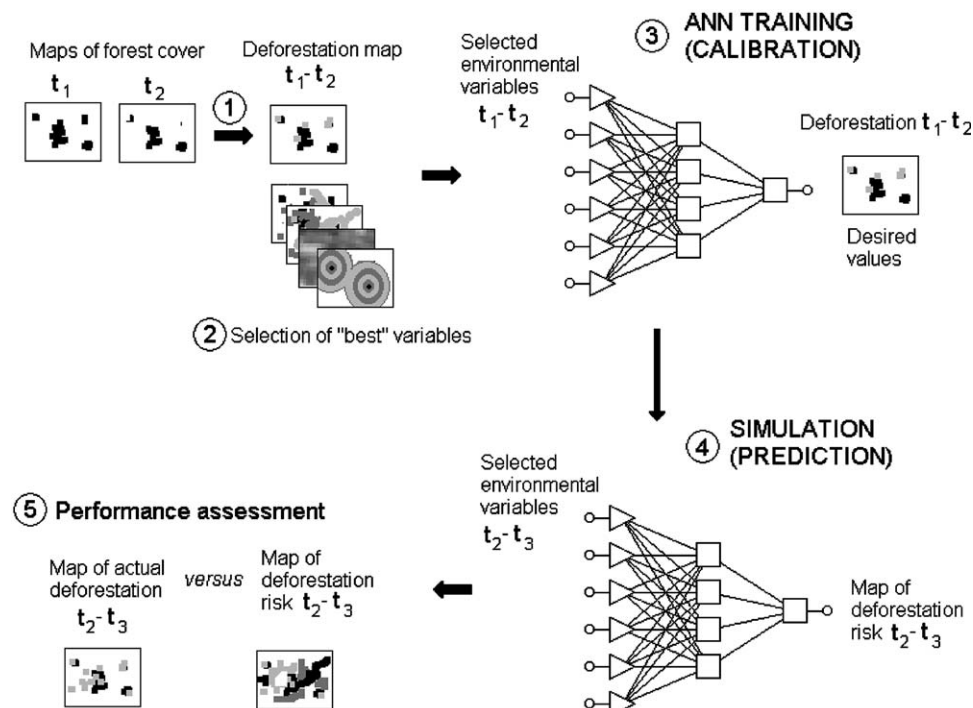 Maps of forest cover
t1
t2
1
Deforestation map
t1- t2
2 Selection of "best" variables
Selected
environmental
variables
t1- t2
3 ANN TRAINING
(CALIBRATION)
Deforestation t1- t2
Desired
values
4 SIMULATION
(PREDICTION)
Selected
environmental
variables
t2- t3
Map of
deforestation
risk t2- t3
5 Performance assessment
Map of actual
deforestation
t2- t3
versus
Map of
deforestation
risk t2- t3